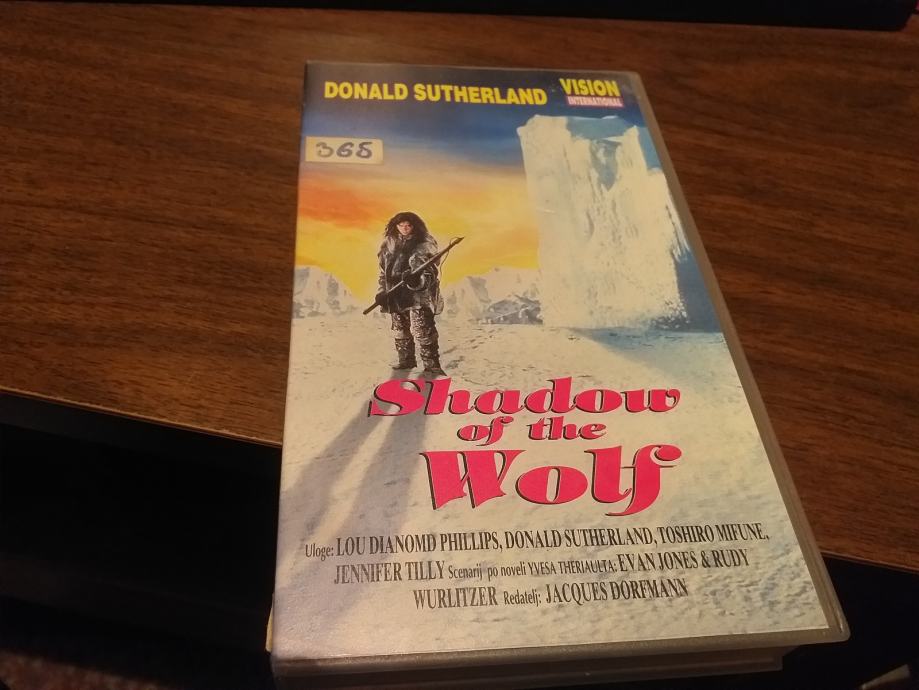 DONALD SUTHERLAND
VISION
INTERNATIONAL
365
Shadow
of the
Wolf
Uloge: LOU DIANOMD PHILLIPS, DONALD SUTHERLAND, TOSHIRO MIFUNE,
JENNIFER TILLY Scenarij po noveli YVESA THERIAULTA: EVAN JONES & RUDY
WURLITZER Redatelj: JACQUES DORFMANN